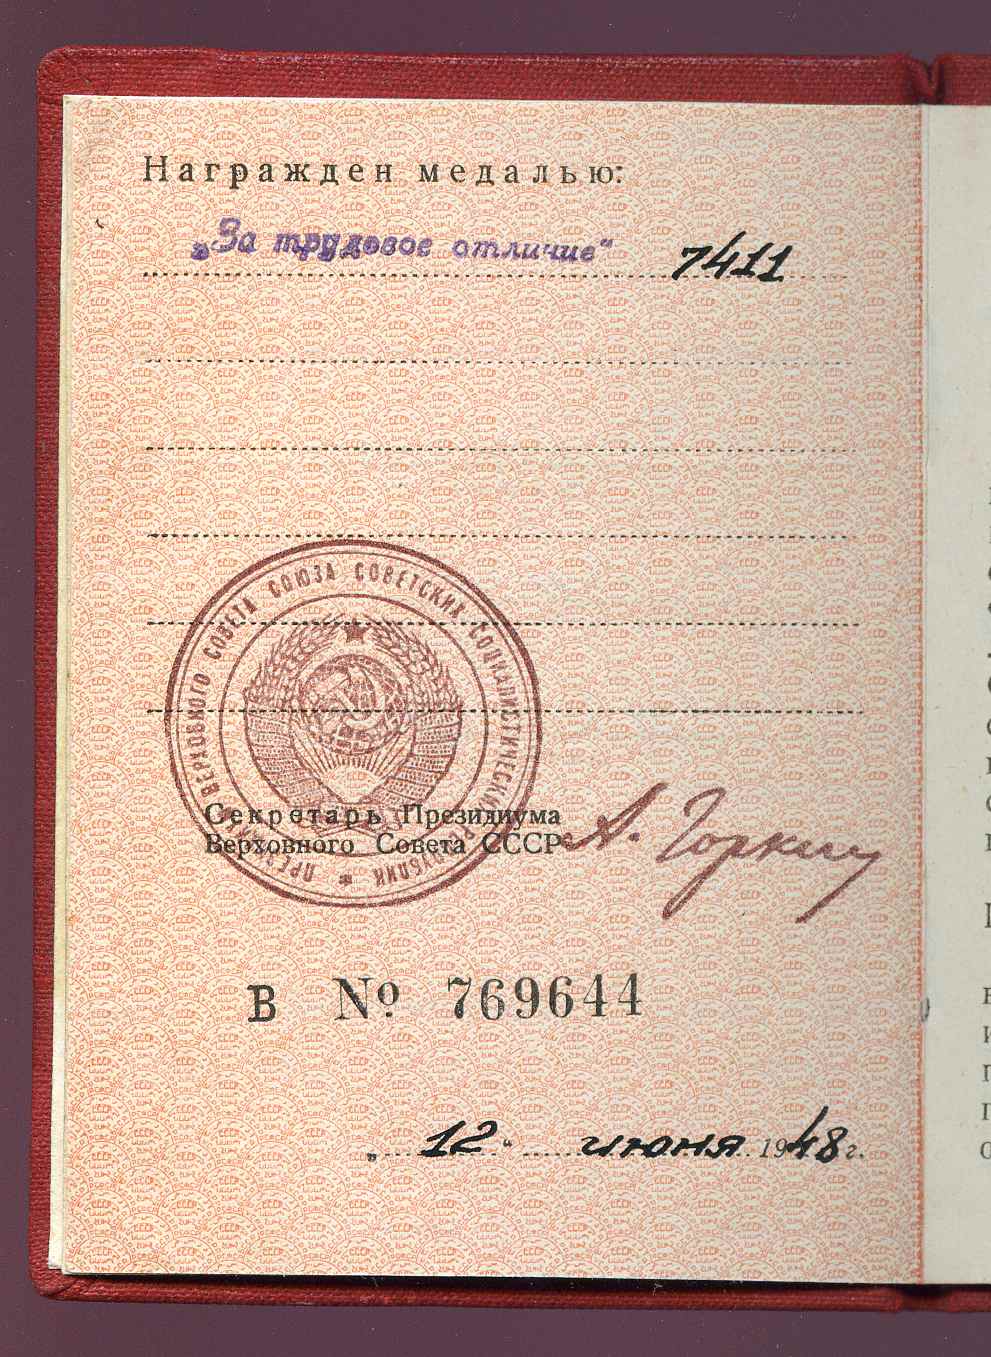 Награжден медалью:
„За трудовое отличие“ 7411
ПРЕЗИДИУМ ВЕРХОВНОГО СОВЕТА СОЮЗА СОВЕТСКИХ СОЦИАЛИСТИЧЕСКИХ РЕСПУБЛИК
Секретарь Президиума
Верховного Совета СССР А. Горкин
В № 769644
„12“ июня 1948 г.